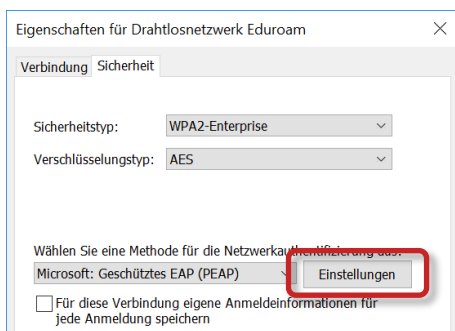 Eigenschaften für Drahtlosnetzwerk Eduroam
Verbindung Sicherheit
Sicherheitstyp: WPA2-Enterprise
Verschlüsselungstyp: AES
Wählen Sie eine Methode für die Netzwerkauthentifizierung aus:
Microsoft: Geschütztes EAP (PEAP) Einstellungen
Für diese Verbindung eigene Anmeldeinformationen für
jede Anmeldung speichern